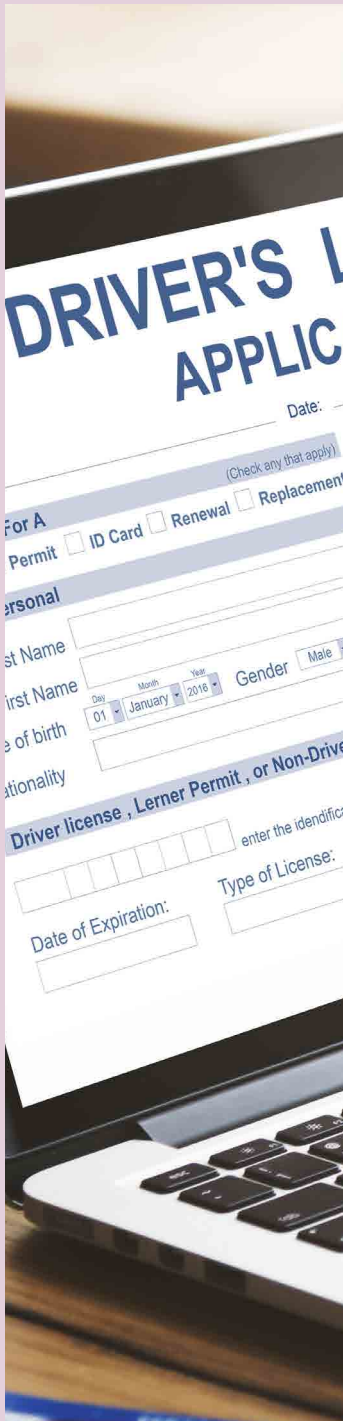 DRIVER'S L
APPLIC
Date:
For A
(Check any that apply)
Permit ID Card Renewal Replacement
ersonal
st Name
irst Name
Day Month Year
e of birth 01 January 2016 Gender Male
ationality
Driver license , Lerner Permit , or Non-Drive
enter the idendifica
Date of Expiration:
Type of License:
esc